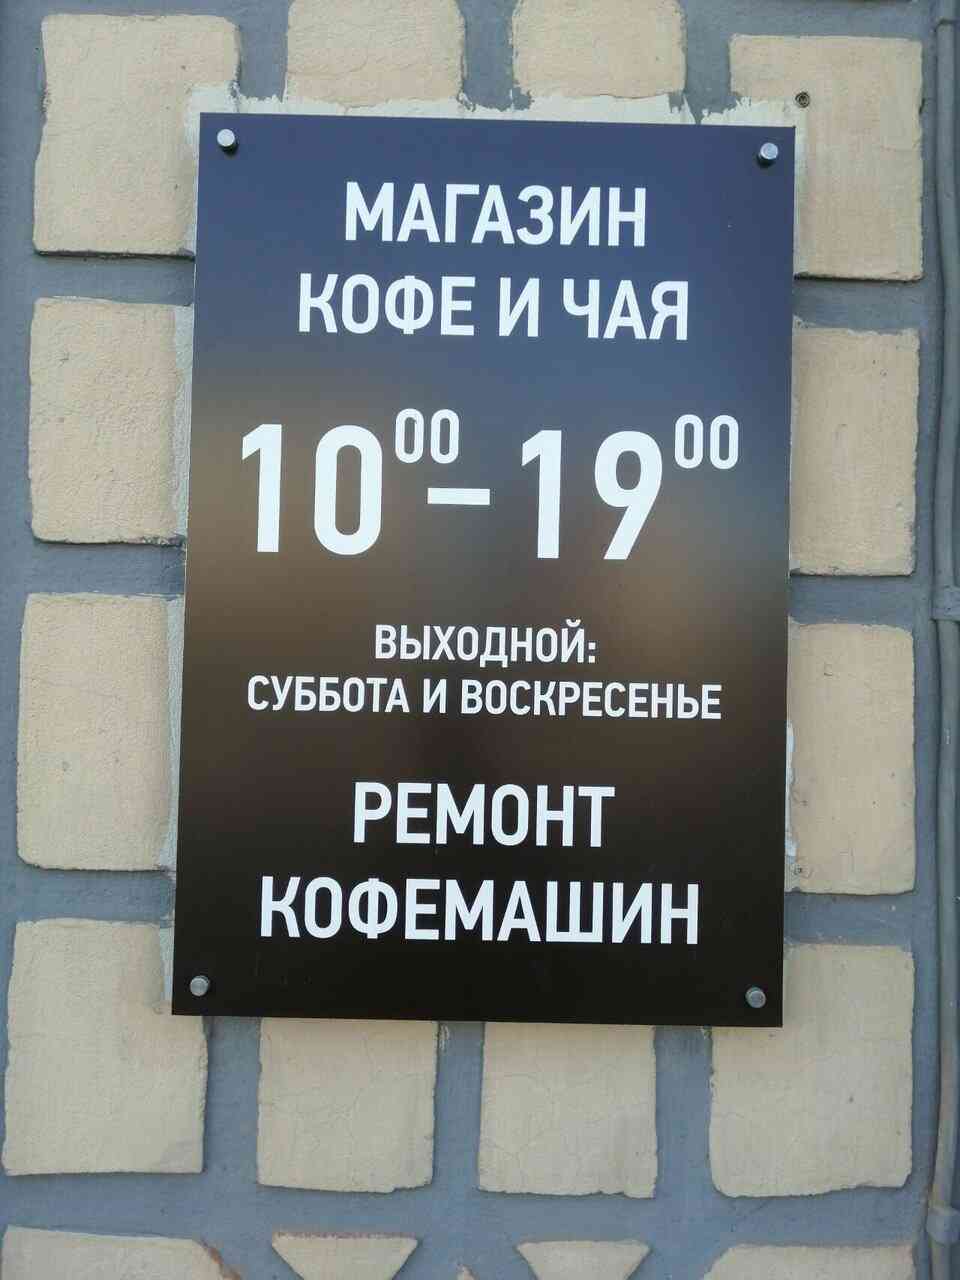 МАГАЗИН
КОФЕ И ЧАЯ
10⁰⁰–19⁰⁰
ВЫХОДНОЙ:
СУББОТА И ВОСКРЕСЕНЬЕ
РЕМОНТ
КОФЕМАШИН